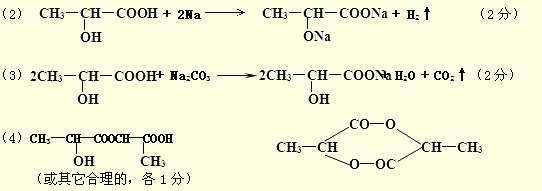 (2) CH₃—CH—COOH + 2Na ⟶ CH₃—CH—COONa + H₂↑ (2分)
OH ONa
(3) 2CH₃—CH—COOH + Na₂CO₃ ⟶ 2CH₃—CH—COONa + H₂O + CO₂↑ (2分)
OH OH
CO—O
(4) CH₃—CH—COOCH—COOH CH₃—CH CH—CH₃
OH CH₃ O—OC
(或其它合理的，各1分)